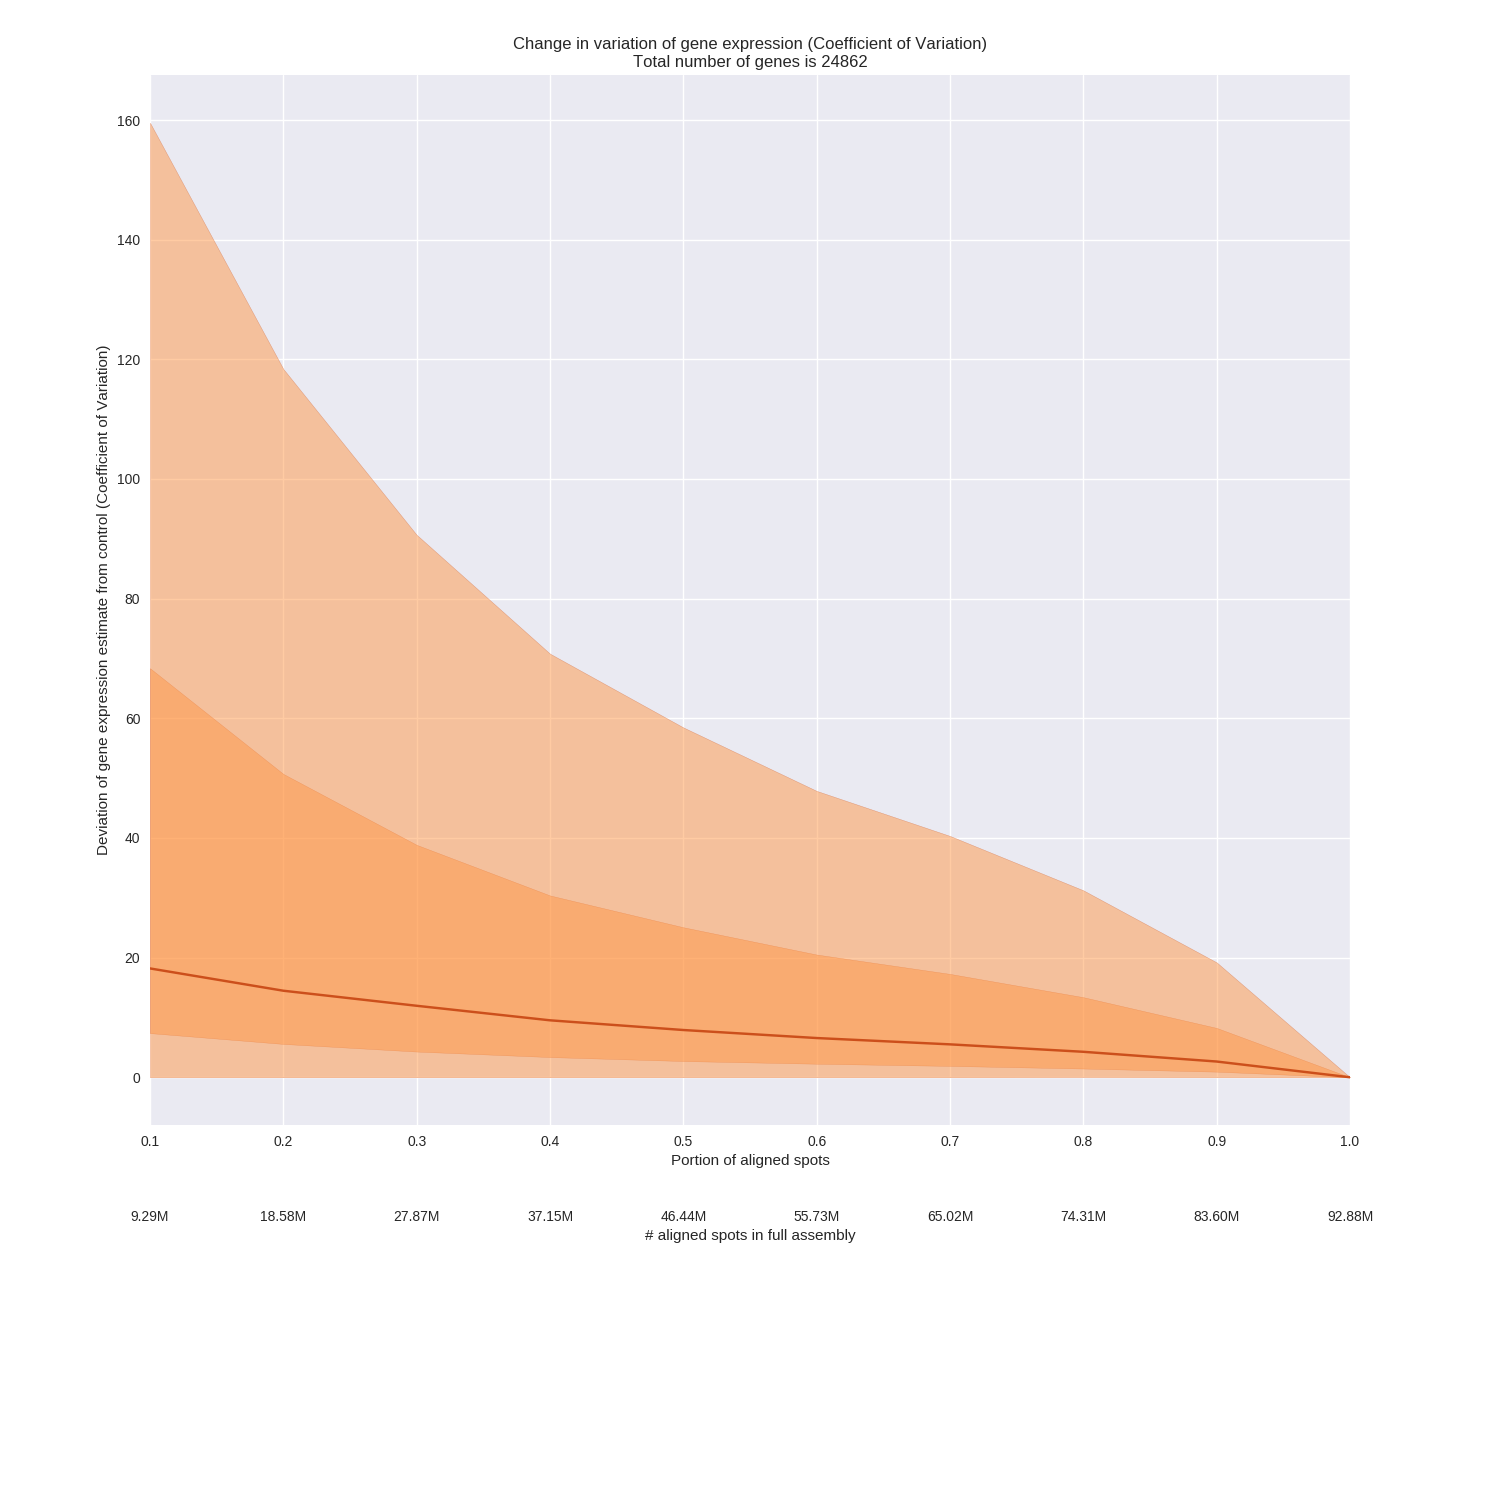 Change in variation of gene expression (Coefficient of Variation)
Total number of genes is 24862
Deviation of gene expression estimate from control (Coefficient of Variation)
160
140
120
100
80
60
40
20
0
0.1 0.2 0.3 0.4 0.5 0.6 0.7 0.8 0.9 1.0
Portion of aligned spots
9.29M 18.58M 27.87M 37.15M 46.44M 55.73M 65.02M 74.31M 83.60M 92.88M
# aligned spots in full assembly